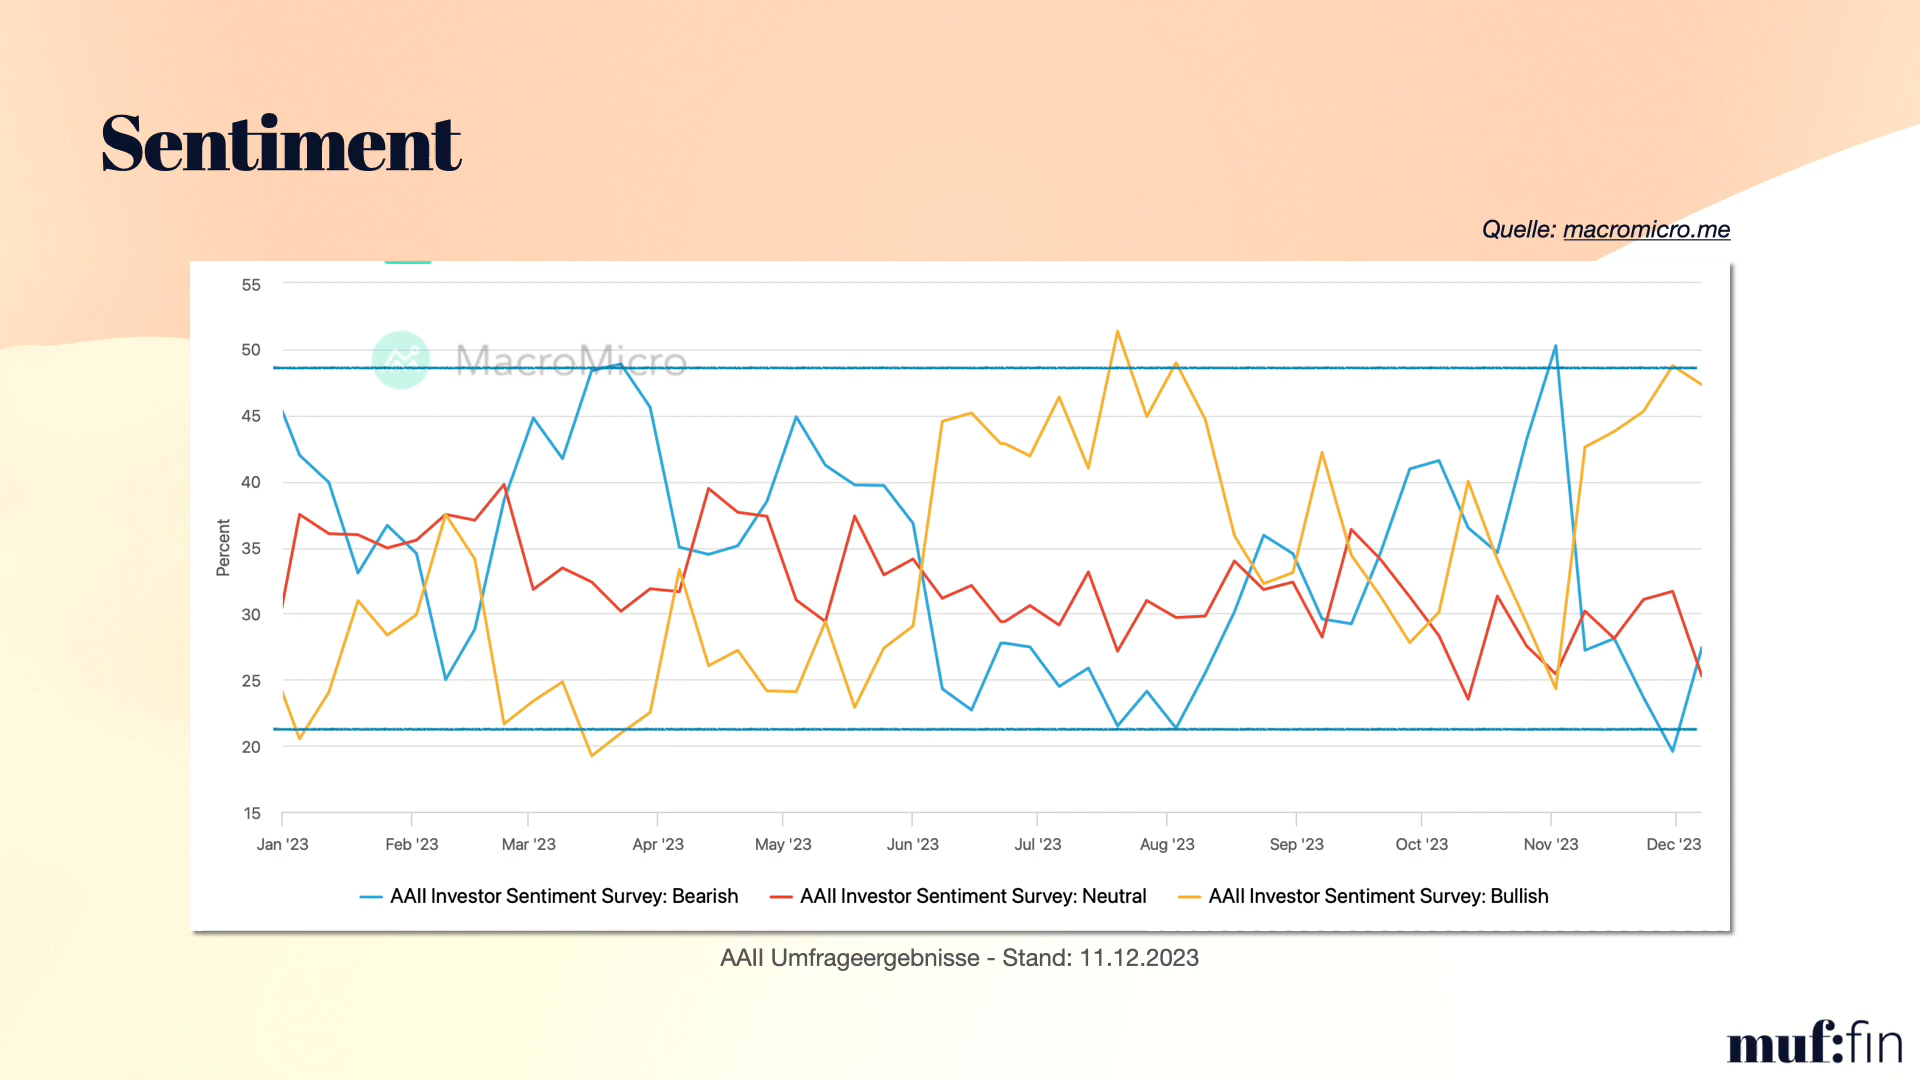 Sentiment
Quelle: macromicro.me
MacroMicro
55
50
45
40
35
30
25
20
15
Percent
Jan '23 Feb '23 Mar '23 Apr '23 May '23 Jun '23 Jul '23 Aug '23 Sep '23 Oct '23 Nov '23 Dec '23
AAII Investor Sentiment Survey: Bearish AAII Investor Sentiment Survey: Neutral AAII Investor Sentiment Survey: Bullish
AAII Umfrageergebnisse - Stand: 11.12.2023
muf:fin